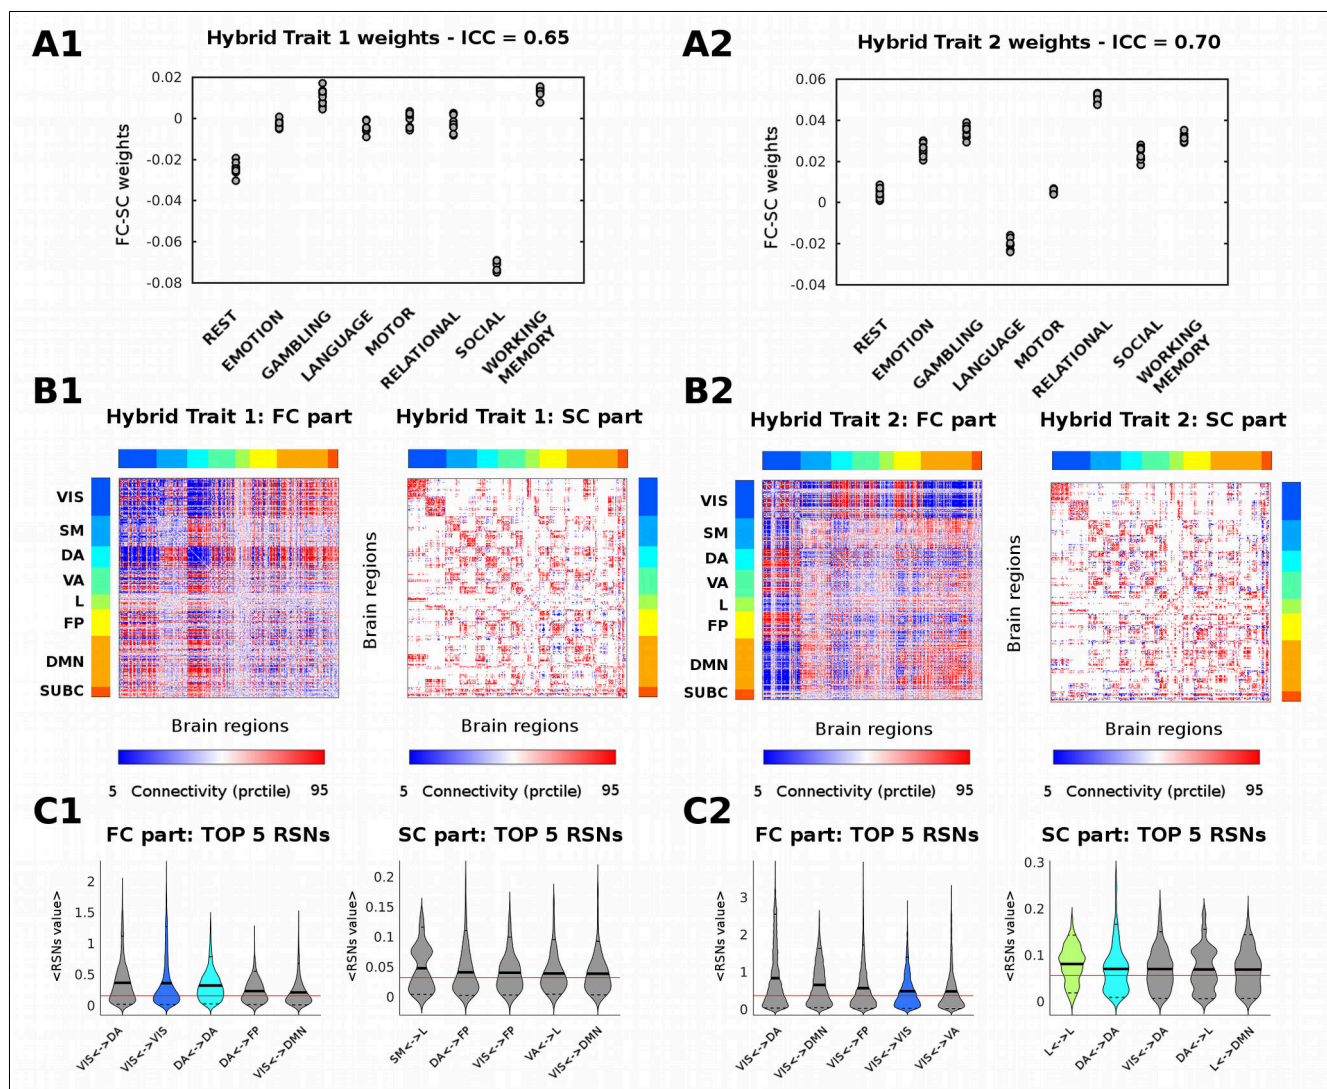 A1
Hybrid Trait 1 weights - ICC = 0.65
FC-SC weights
0.02
0
-0.02
-0.04
-0.06
-0.08
REST
EMOTION
GAMBLING
LANGUAGE
MOTOR
RELATIONAL
SOCIAL
WORKING
MEMORY
A2
Hybrid Trait 2 weights - ICC = 0.70
FC-SC weights
0.06
0.04
0.02
0
-0.02
-0.04
REST
EMOTION
GAMBLING
LANGUAGE
MOTOR
RELATIONAL
SOCIAL
WORKING
MEMORY
B1
Hybrid Trait 1: FC part
VIS
SM
DA
VA
L
FP
DMN
SUBC
Brain regions
5 Connectivity (prctile) 95
Hybrid Trait 1: SC part
Brain regions
5 Connectivity (prctile) 95
B2
Hybrid Trait 2: FC part
VIS
SM
DA
VA
L
FP
DMN
SUBC
Brain regions
5 Connectivity (prctile) 95
Hybrid Trait 2: SC part
Brain regions
Brain regions
5 Connectivity (prctile) 95
C1
FC part: TOP 5 RSNs
<RSNs value>
2
1.5
1
0.5
0
VIS<->DA
VIS<->VIS
DA<->DA
DA<->FP
VIS<->DMN
SC part: TOP 5 RSNs
<RSNs value>
0.2
0.15
0.1
0.05
0
SM<->L
DA<->FP
VIS<->FP
VA<->L
VIS<->DMN
C2
FC part: TOP 5 RSNs
<RSNs value>
3
2
1
0
VIS<->DA
VIS<->DMN
VIS<->FP
VIS<->VIS
VIS<->VA
SC part: TOP 5 RSNs
<RSNs value>
0.3
0.2
0.1
0
L<->L
DA<->DA
VIS<->DA
DA<->L
L<->DMN